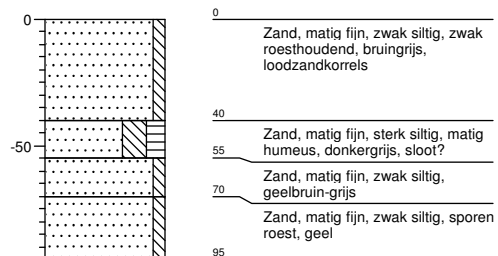 0
0
Zand, matig fijn, zwak siltig, zwak
roesthoudend, bruingrijs,
loodzandkorrels
40
Zand, matig fijn, sterk siltig, matig
humeus, donkergrijs, sloot?
-50
55
Zand, matig fijn, zwak siltig,
geelbruin-grijs
70
Zand, matig fijn, zwak siltig, sporen
roest, geel
95